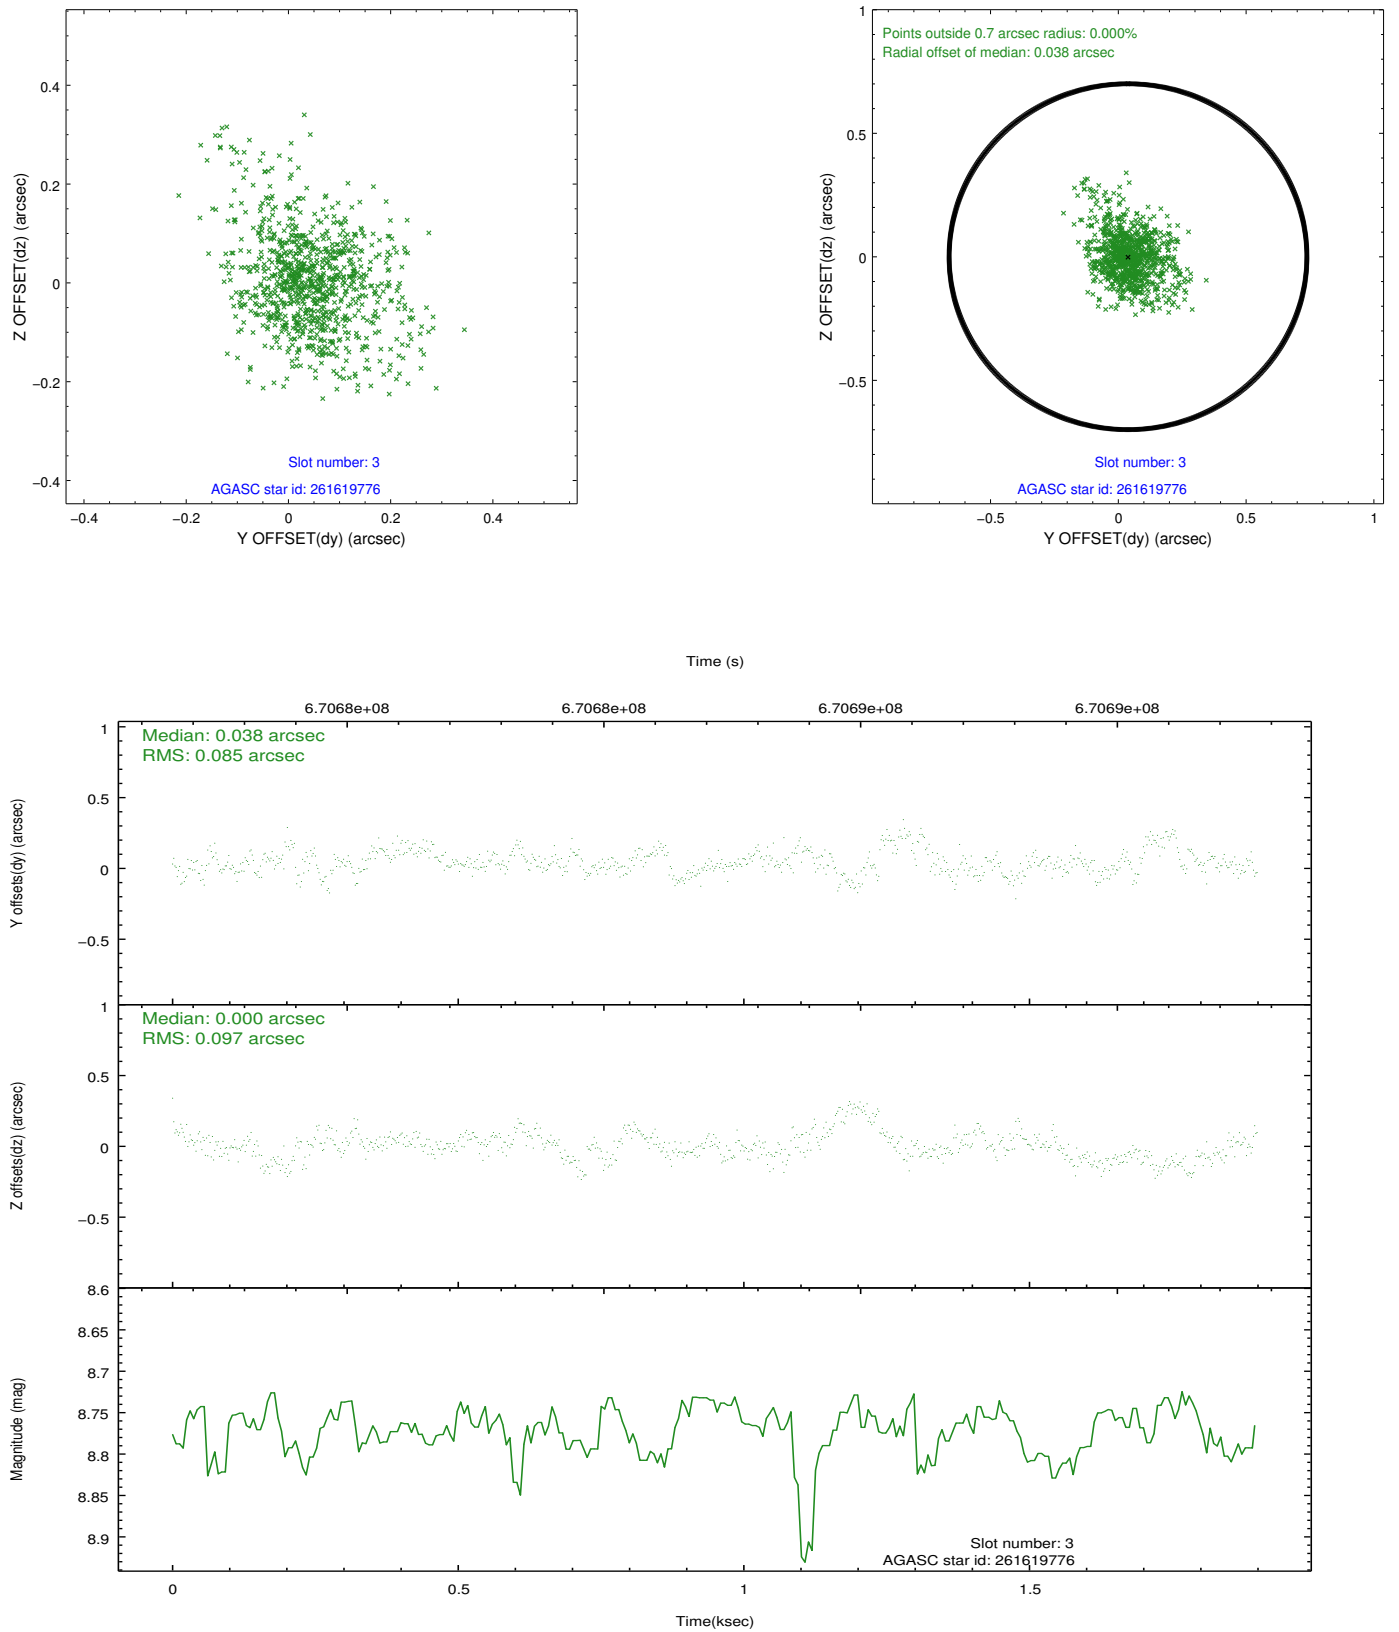 0.4
0.2
0
−0.2
−0.4
Z OFFSET(dz) (arcsec)
Slot number: 3
AGASC star id: 261619776
−0.4
−0.2
0
0.2
0.4
Y OFFSET(dy) (arcsec)
Points outside 0.7 arcsec radius: 0.000%
Radial offset of median: 0.038 arcsec
1
0.5
0
−0.5
Z OFFSET(dz) (arcsec)
Slot number: 3
AGASC star id: 261619776
−0.5
0
0.5
1
Y OFFSET(dy) (arcsec)
Time (s)
6.7068e+08
6.7068e+08
6.7069e+08
6.7069e+08
Median: 0.038 arcsec
RMS: 0.085 arcsec
1
0.5
0
−0.5
Y offsets(dy) (arcsec)
Median: 0.000 arcsec
RMS: 0.097 arcsec
1
0.5
0
−0.5
Z offsets(dz) (arcsec)
8.6
8.65
8.7
8.75
8.8
8.85
8.9
Magnitude (mag)
Slot number: 3
AGASC star id: 261619776
0
0.5
1
1.5
Time(ksec)